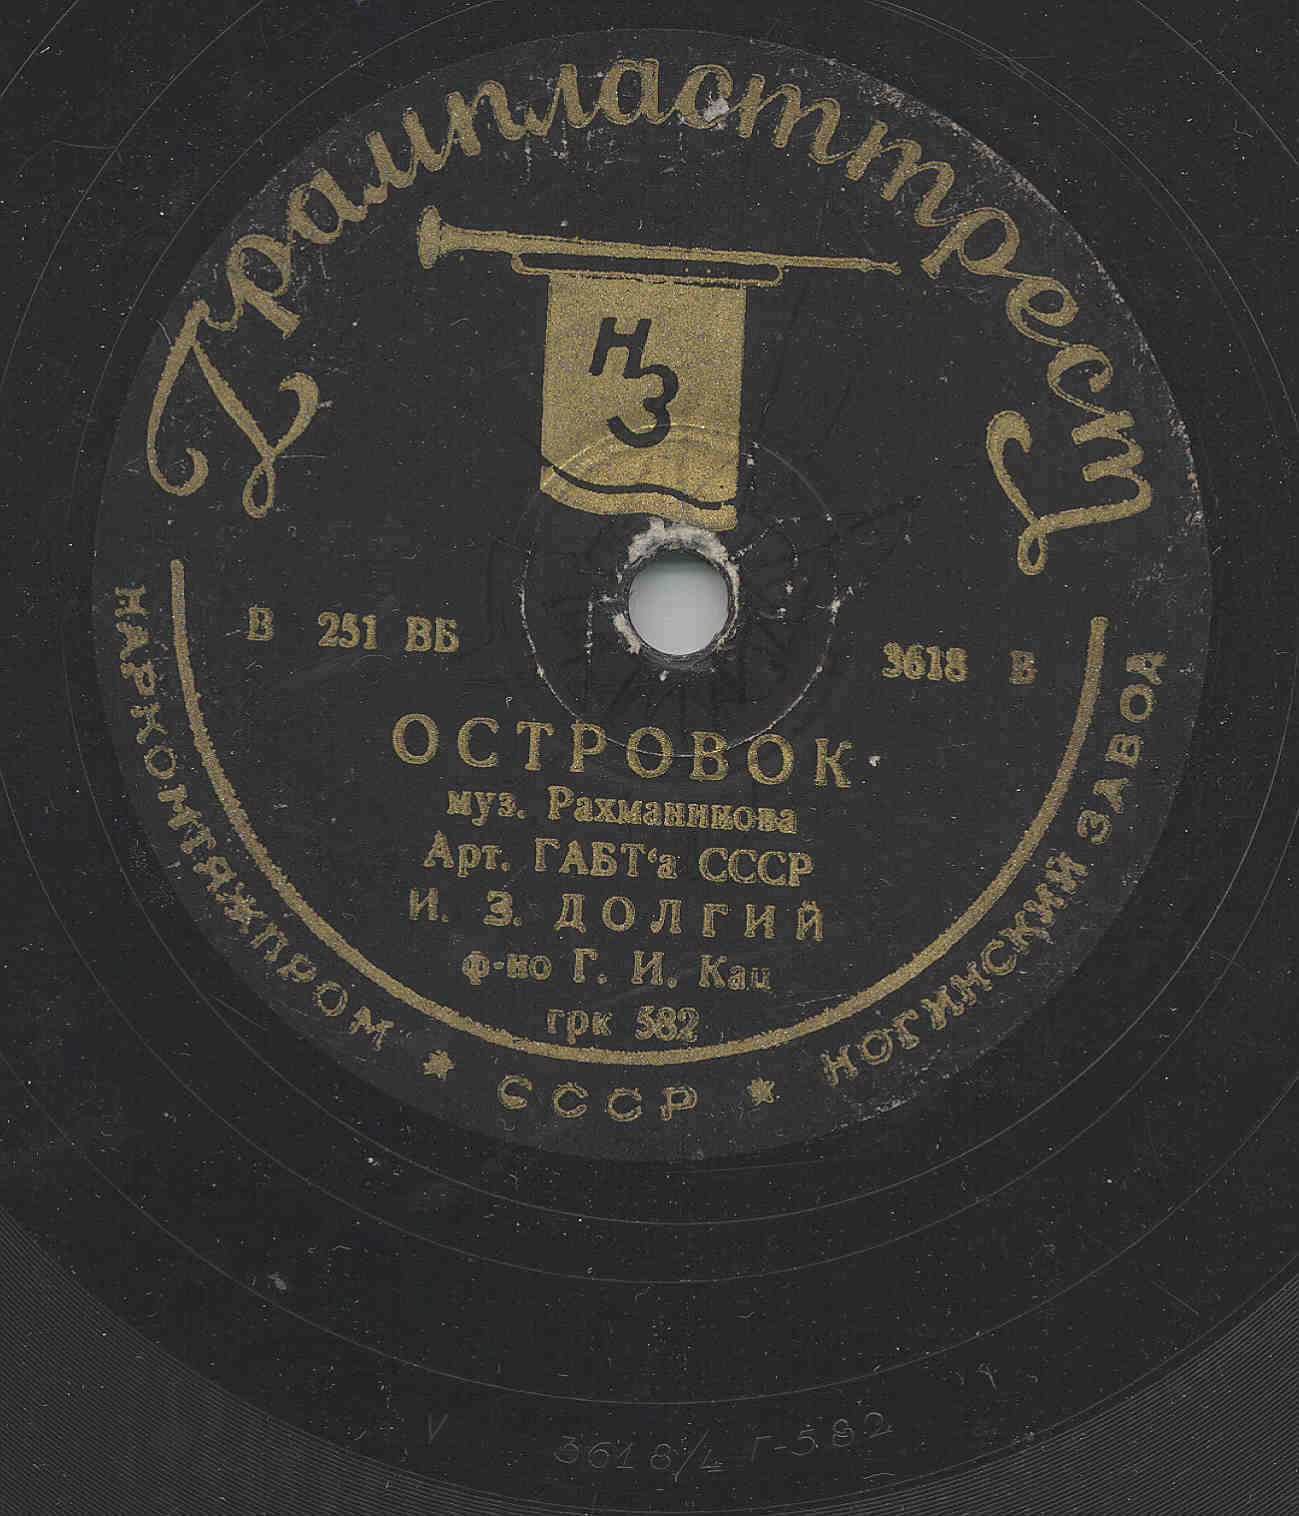 Грампласттрест
НЗ
В 251 ВБ
3618 В
ОСТРОВОК
муз. Рахманинова
Арт. ГАБТ‘а СССР
И. З. ДОЛГИЙ
ф-но Г. И. Кац
грк 582
НАРКОМТЯЖПРОМ ★ СССР ★ НОГИНСКИЙ ЗАВОД
V 3618/1 Г-582